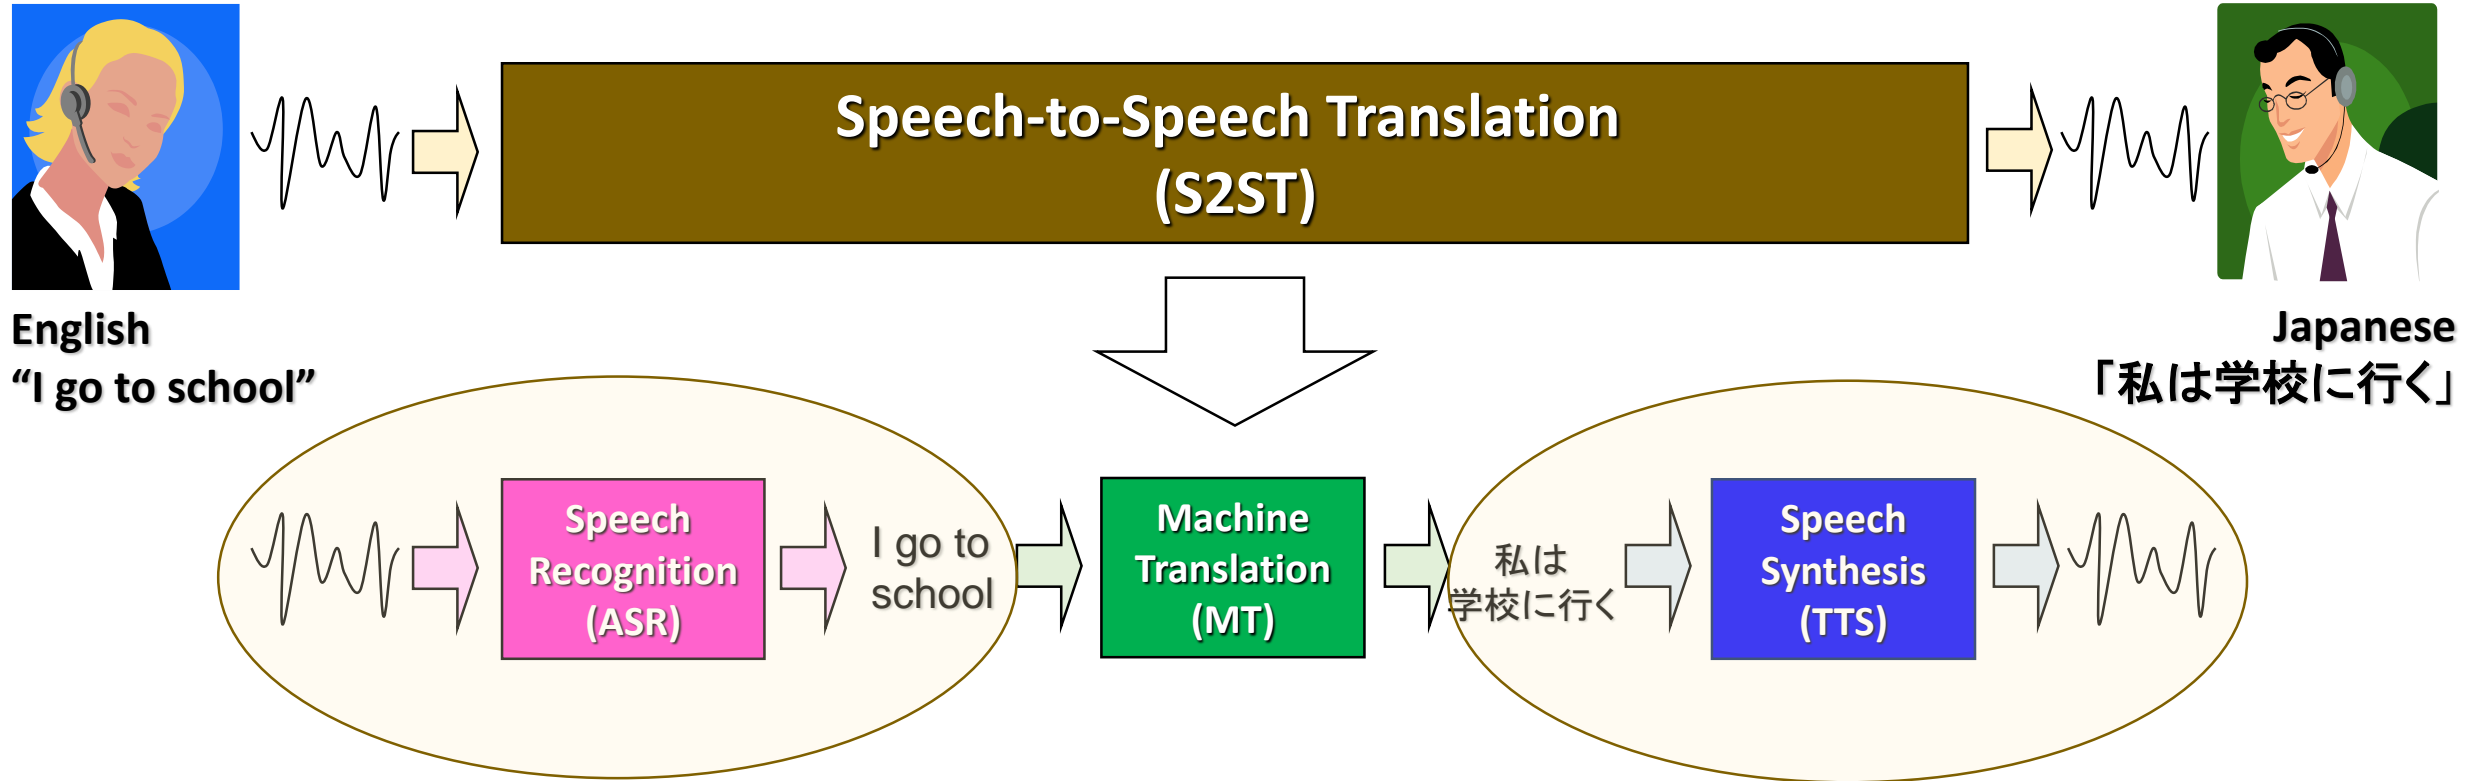 Speech-to-Speech Translation
(S2ST)
English
“I go to school”
Japanese
「私は学校に行く」
Speech
Recognition
(ASR)
I go to
school
Machine
Translation
(MT)
私は
学校に行く
Speech
Synthesis
(TTS)